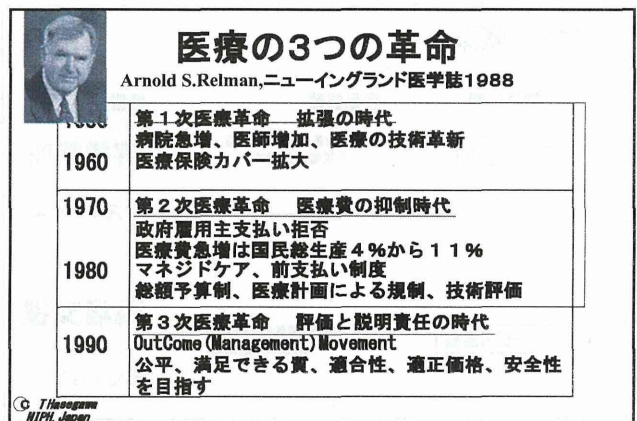 医療の3つの革命
Arnold S.Relman,ニューイングランド医学誌1988
第1次医療革命 拡張の時代
病院急増、医師増加、医療の技術革新
1960 医療保険カバー拡大
1970 第2次医療革命 医療費の抑制時代
政府雇用主支払い拒否
医療費急増は国民総生産4%から11%
1980 マネジドケア、前支払い制度
総額予算制、医療計画による規制、技術評価
第3次医療革命 評価と説明責任の時代
1990 OutCome(Management)Movement
公平、満足できる質、適合性、適正価格、安全性
を目指す
© THasegawa
NIPH, Japan